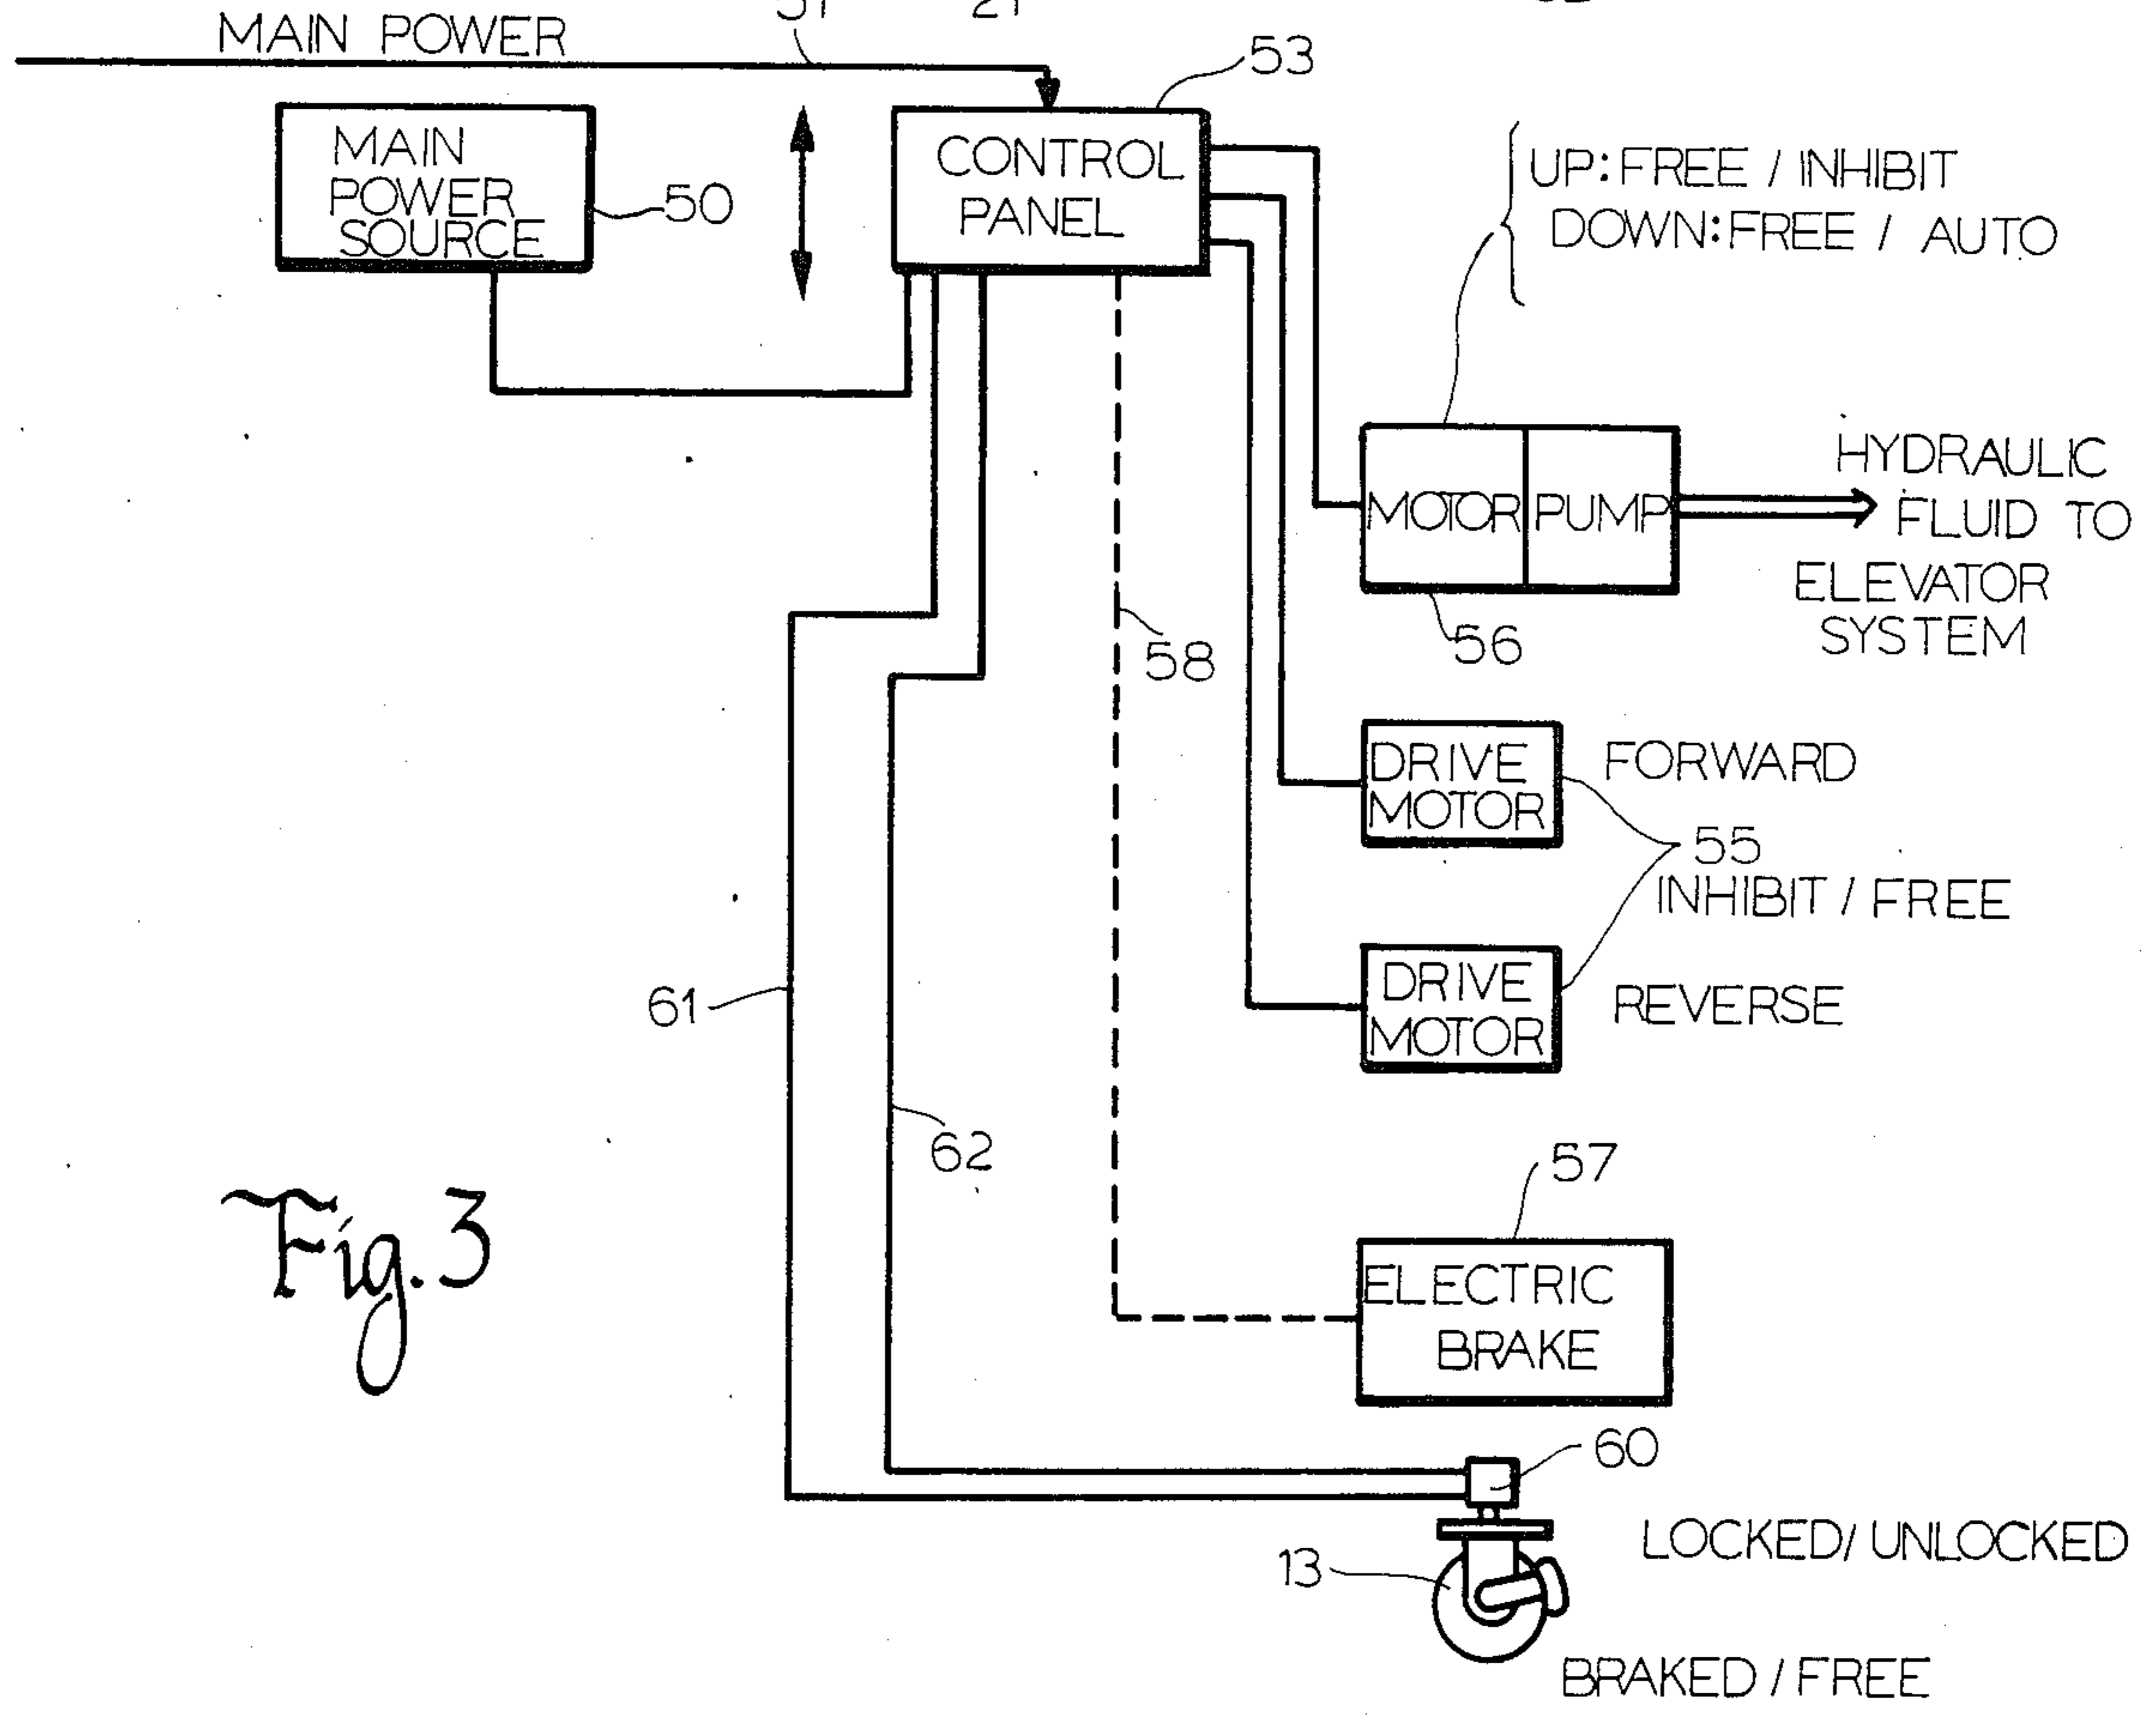 MAIN POWER
53
MAIN
POWER
SOURCE
50
CONTROL
PANEL
UP: FREE / INHIBIT
DOWN: FREE / AUTO
MOTOR
PUMP
HYDRAULIC
FLUID TO
ELEVATOR
SYSTEM
56
58
DRIVE
MOTOR
FORWARD
55
INHIBIT / FREE
DRIVE
MOTOR
REVERSE
61
62
57
Fig. 3
ELECTRIC
BRAKE
60
LOCKED/ UNLOCKED
13
BRAKED / FREE